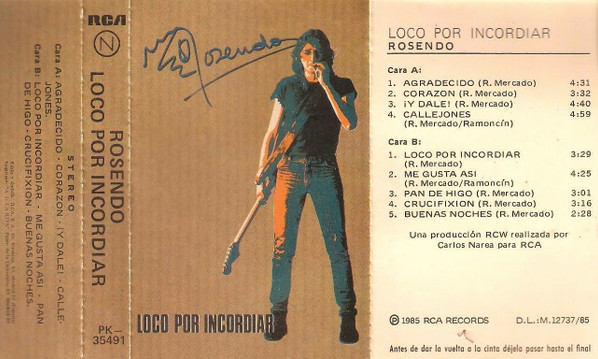 RCA
N
ROSENDO
LOCO POR INCORDIAR
STEREO
Cara A: AGRADECIDO · CORAZON · ¡Y DALE! · CALLE-
JONES.
Cara B: LOCO POR INCORDIAR · ME GUSTA ASI · PAN
DE HIGO · CRUCIFIXION · BUENAS NOCHES.
PK-
35491
Rosendo
LOCO POR INCORDIAR
LOCO POR INCORDIAR
ROSENDO
Cara A:
1. AGRADECIDO (R. Mercado) 4:31
2. CORAZON (R. Mercado) 3:32
3. ¡Y DALE! (R. Mercado) 4:40
4. CALLEJONES 4:59
(R. Mercado/Ramoncín)
Cara B:
1. LOCO POR INCORDIAR 3:29
(R. Mercado)
2. ME GUSTA ASI 4:25
(R. Mercado/Ramoncín)
3. PAN DE HIGO (R. Mercado) 3:01
4. CRUCIFIXION (R. Mercado) 3:16
5. BUENAS NOCHES (R. Mercado) 2:28
Una producción RCW realizada por
Carlos Narea para RCA
Ⓟ 1985 RCA RECORDS D.L.: M.12737/85
Antes de dar la vuelta a la cinta déjela pasar hasta el final